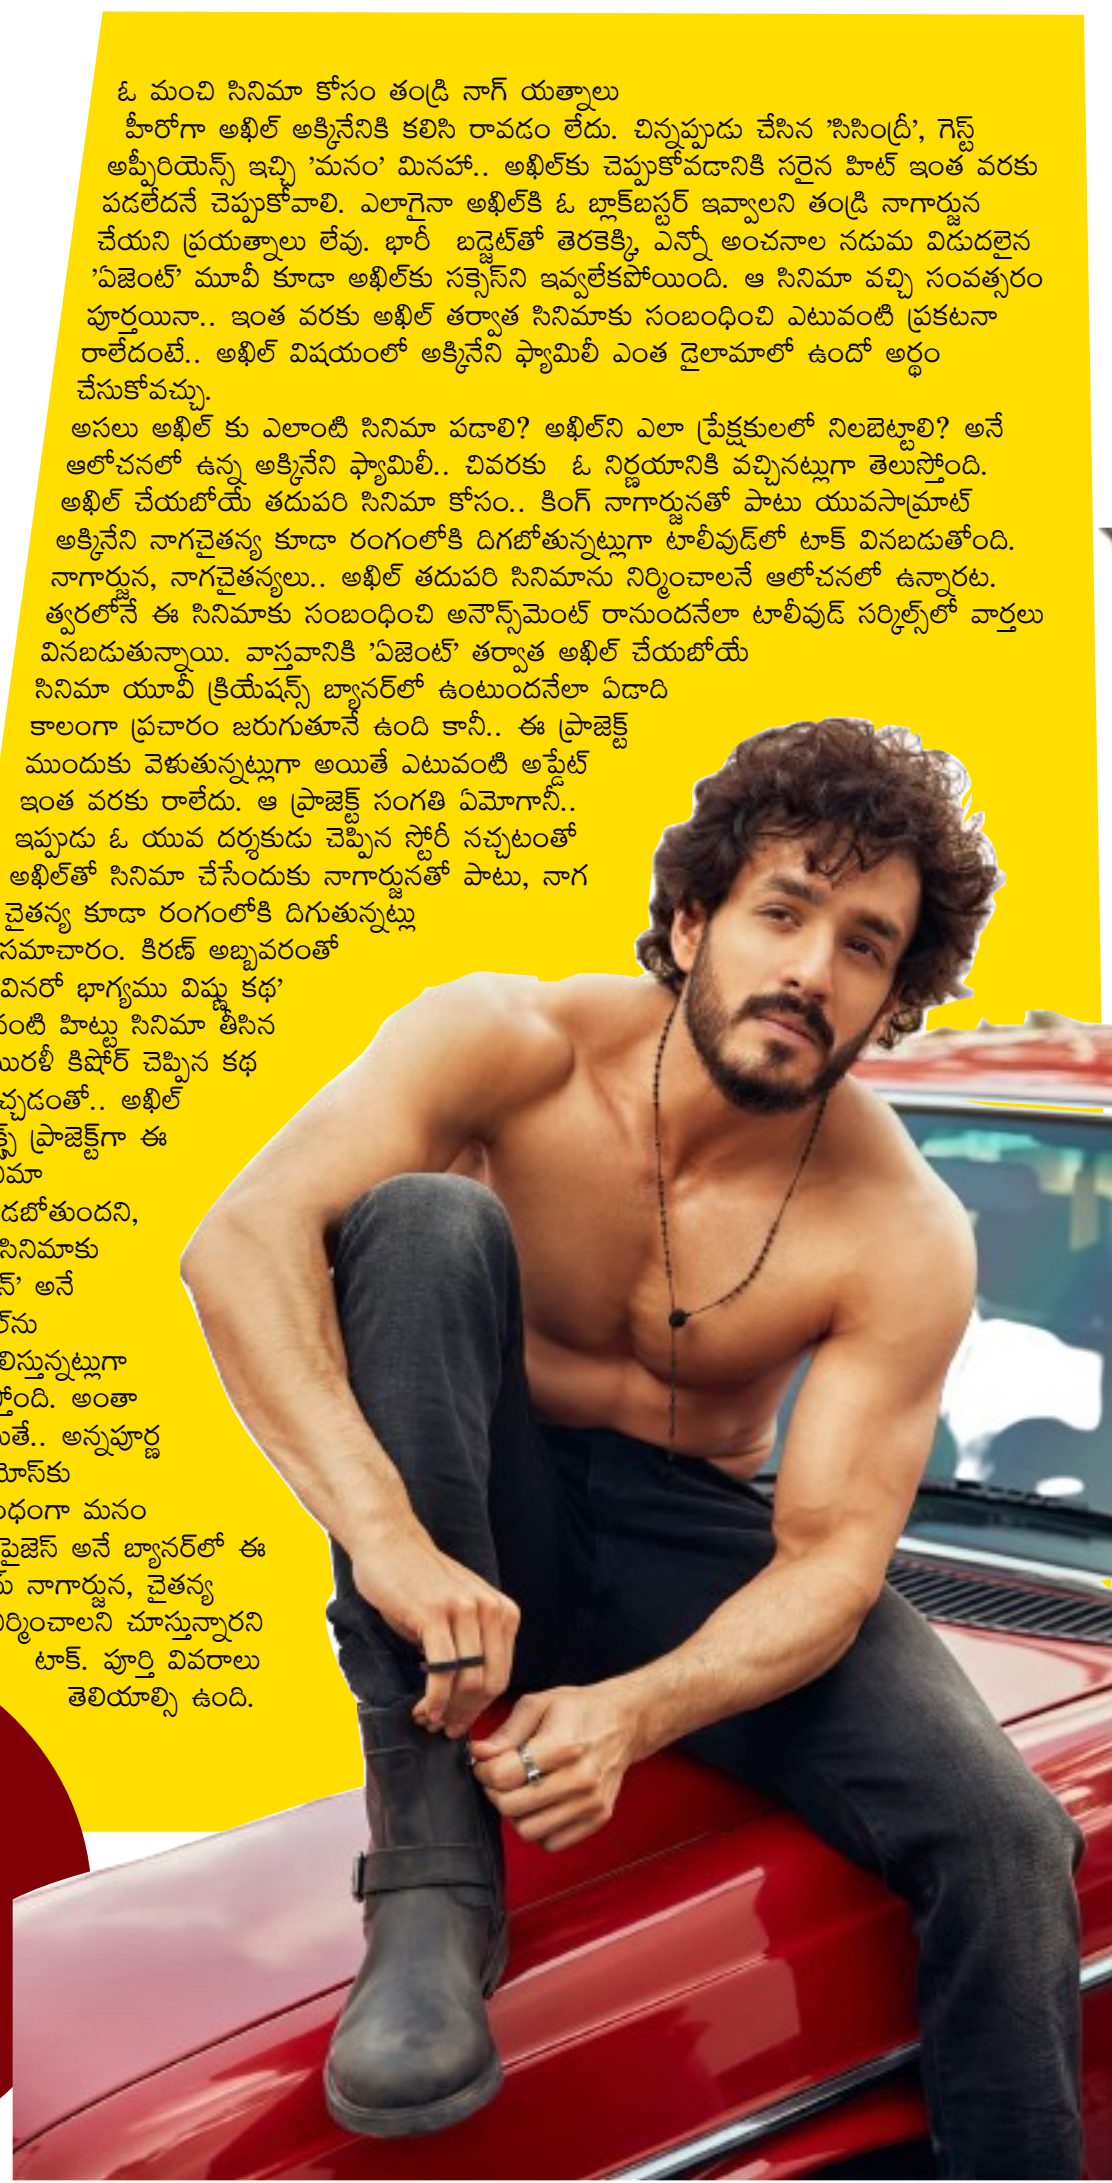 ఓ మంచి సినిమా కోసం తండ్రి నాగ్ యత్నాలు
హీరోగా అఖిల్ అక్కినేనికి కలిసి రావడం లేదు. చిన్నప్పుడు చేసిన 'సిసింద్రీ', గెస్ట్
అప్పీరియెన్స్ ఇచ్చి 'మనం' మినహా.. అఖిల్‌కు చెప్పుకోవడానికి సరైన హిట్ ఇంత వరకు
పడలేదనే చెప్పుకోవాలి. ఎలాగైనా అఖిల్‌కి ఓ బ్లాక్‌బస్టర్ ఇవ్వాలని తండ్రి నాగార్జున
చేయని ప్రయత్నాలు లేవు. భారీ బడ్జెట్‌తో తెరకెక్కి, ఎన్నో అంచనాల నడుమ విడుదలైన
'ఏజెంట్' మూవీ కూడా అఖిల్‌కు సక్సెస్‌ని ఇవ్వలేకపోయింది. ఆ సినిమా వచ్చి సంవత్సరం
పూర్తయినా.. ఇంత వరకు అఖిల్ తర్వాత సినిమాకు సంబంధించి ఎటువంటి ప్రకటనా
రాలేదంటే.. అఖిల్ విషయంలో అక్కినేని ఫ్యామిలీ ఎంత డైలామాలో ఉందో అర్థం
చేసుకోవచ్చు.
అసలు అఖిల్ కు ఎలాంటి సినిమా పడాలి? అఖిల్‌ని ఎలా ప్రేక్షకులలో నిలబెట్టాలి? అనే
ఆలోచనలో ఉన్న అక్కినేని ఫ్యామిలీ.. చివరకు ఓ నిర్ణయానికి వచ్చినట్లుగా తెలుస్తోంది.
అఖిల్ చేయబోయే తదుపరి సినిమా కోసం.. కింగ్ నాగార్జునతో పాటు యువసామ్రాట్
అక్కినేని నాగచైతన్య కూడా రంగంలోకి దిగబోతున్నట్లుగా టాలీవుడ్‌లో టాక్ వినబడుతోంది.
నాగార్జున, నాగచైతన్యలు.. అఖిల్ తదుపరి సినిమాను నిర్మించాలనే ఆలోచనలో ఉన్నారట.
త్వరలోనే ఈ సినిమాకు సంబంధించి అనౌన్స్‌మెంట్ రానుందనేలా టాలీవుడ్ సర్కిల్స్‌లో వార్తలు
వినబడుతున్నాయి. వాస్తవానికి 'ఏజెంట్' తర్వాత అఖిల్ చేయబోయే
సినిమా యూవీ క్రియేషన్స్ బ్యానర్‌లో ఉంటుందనేలా ఏడాది
కాలంగా ప్రచారం జరుగుతూనే ఉంది కానీ.. ఈ ప్రాజెక్ట్
ముందుకు వెళుతున్నట్లుగా అయితే ఎటువంటి అప్డేట్
ఇంత వరకు రాలేదు. ఆ ప్రాజెక్ట్ సంగతి ఏమోగానీ..
ఇప్పుడు ఓ యువ దర్శకుడు చెప్పిన స్టోరీ నచ్చటంతో
అఖిల్‌తో సినిమా చేసేందుకు నాగార్జునతో పాటు, నాగ
చైతన్య కూడా రంగంలోకి దిగుతున్నట్లు
సమాచారం. కిరణ్ అబ్బవరంతో
వినరో భాగ్యము విష్ణు కథ'
హిట్టు సినిమా తీసిన
కిషోర్ చెప్పిన కథ
అఖిల్
ప్రాజెక్ట్‌గా ఈ
సినిమాకు
అనే
అంతా
అన్నపూర్ణ
మనం
అనే బ్యానర్‌లో ఈ
నాగార్జున, చైతన్య
చూస్తున్నారని
టాక్. పూర్తి వివరాలు
తెలియాల్సి ఉంది.